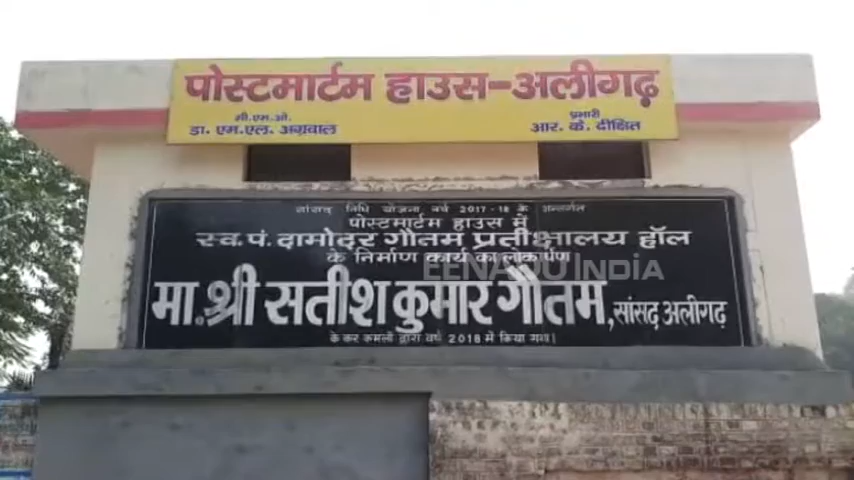 पोस्टमार्टम हाउस-अलीगढ़
सी.एम.ओ.
डा. एम.एल. अग्रवाल
प्रभारी
आर. के. दीक्षित
सांसद निधि योजना वर्ष 2017-18 के अन्तर्गत
पोस्टमार्टम हाउस में
स्व. पं. दामोदर गौतम प्रतीक्षालय हॉल
के निर्माण कार्य का लोकार्पण
EENADU INDIA
मा. श्री सतीश कुमार गौतम, सांसद अलीगढ़
के कर कमलों द्वारा वर्ष 2018 में किया गया।